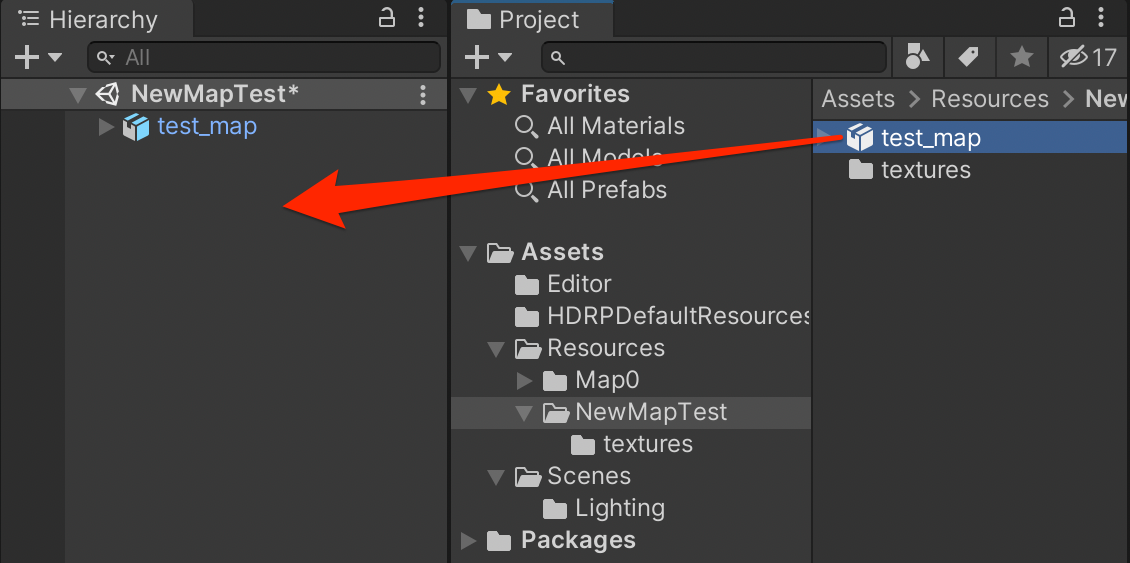 Hierarchy
All
NewMapTest*
test_map
Project
17
Favorites
All Materials
All Models
All Prefabs
Assets
Editor
HDRPDefaultResources
Resources
Map0
NewMapTest
textures
Scenes
Lighting
Packages
Assets > Resources > New
test_map
textures